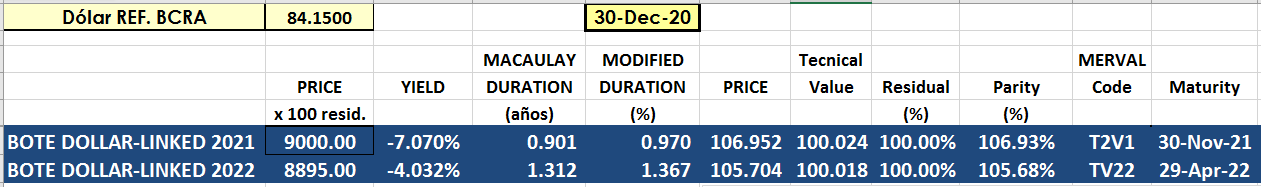 Dólar REF. BCRA 84.1500 30-Dec-20
MACAULAY MODIFIED Tecnical MERVAL
PRICE YIELD DURATION DURATION PRICE Value Residual Parity Code Maturity
x 100 resid. (años) (%) (%) (%)
BOTE DOLLAR-LINKED 2021 9000.00 -7.070% 0.901 0.970 106.952 100.024 100.00% 106.93% T2V1 30-Nov-21
BOTE DOLLAR-LINKED 2022 8895.00 -4.032% 1.312 1.367 105.704 100.018 100.00% 105.68% TV22 29-Apr-22